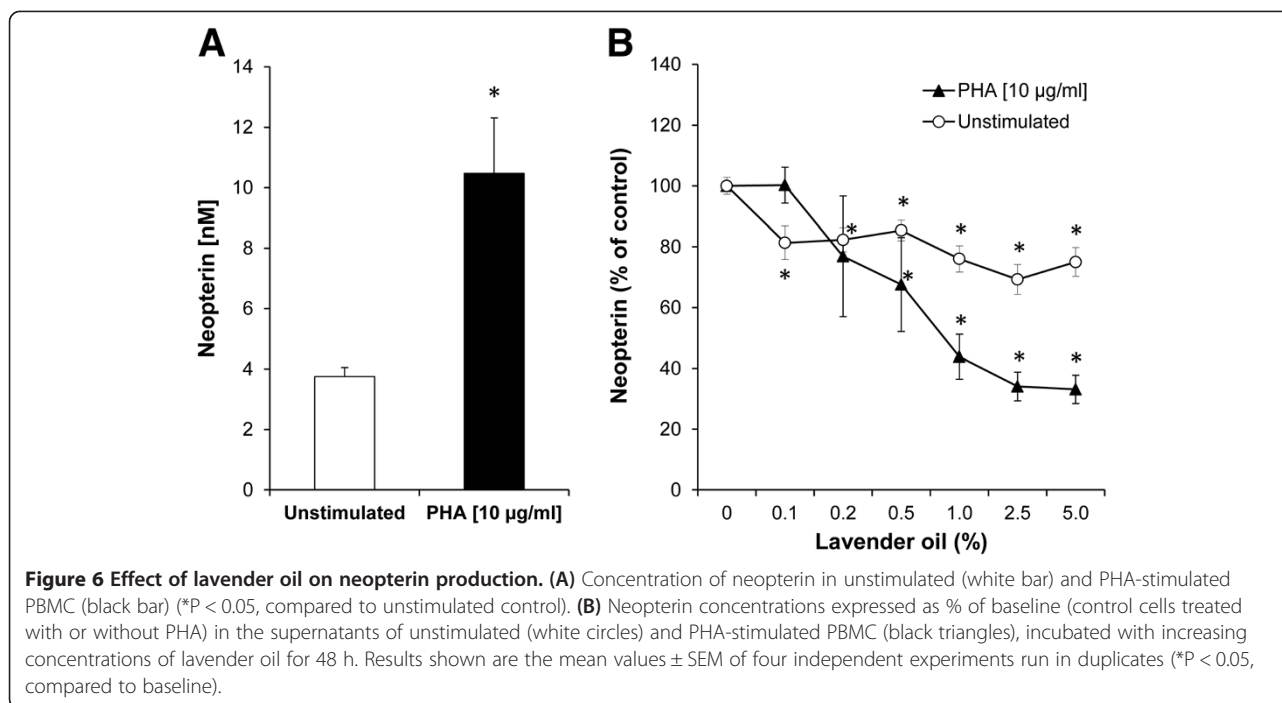 A
14
12
10
8
6
4
2
0
Neopterin [nM]
*
Unstimulated
PHA [10 µg/ml]
B
140
120
100
80
60
40
20
0
Neopterin (% of control)
PHA [10 µg/ml]
Unstimulated
* * * * *
*
*
* * *
0 0.1 0.2 0.5 1.0 2.5 5.0
Lavender oil (%)
Figure 6 Effect of lavender oil on neopterin production. (A) Concentration of neopterin in unstimulated (white bar) and PHA-stimulated
PBMC (black bar) (*P < 0.05, compared to unstimulated control). (B) Neopterin concentrations expressed as % of baseline (control cells treated
with or without PHA) in the supernatants of unstimulated (white circles) and PHA-stimulated PBMC (black triangles), incubated with increasing
concentrations of lavender oil for 48 h. Results shown are the mean values ± SEM of four independent experiments run in duplicates (*P < 0.05,
compared to baseline).